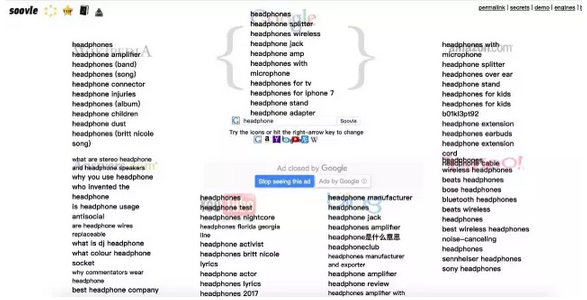 soovle
permalink | secrets | demo | engines |
headphones
headphone splitter
headphones wireless
headphone jack
headphone amp
headphones with
microphone
headphones for tv
headphones for iphone 7
headphone stand
headphone adapter
headphone
Soovle
Try the icons or hit the right-arrow key to change
Ad closed by Google
Stop seeing this ad
Ads by Google
headphones
headphone amplifier
headphones (band)
headphones (song)
headphone connector
headphone injuries
headphones (album)
headphone children
headphone dust
headphones (britt nicole
song)
amazon.com
headphones with
microphone
headphone splitter
headphones over ear
headphone stand
headphones for kids
headphones for kids
b01kl3pt92
headphone extension
headphones earbuds
headphone extension
cord
headphone cable
what are stereo headphone
and headphone speakers
why you use headphone
who invented the
headphone
is headphone usage
antisocial
are headphone wires
replaceable
what is dj headphone
what colour headphone
socket
why commentators wear
headphone
best headphone company
headphones
headphone test
headphones nightcore
headphones florida georgia
line
headphone activist
headphones britt nicole
lyrics
headphone actor
headphones lyrics
headphones 2017
headphone manufacturer
headphones
headphone jack
headphones amplifier
headphone是什么意思
headphoneclub
headphones manufacturer
and exporter
headphone amplifier
headphone review
headphones amplifier with
headphones
wireless headphones
beats headphones
bose headphones
bluetooth headphones
beats wireless
headphones
best wireless headphones
noise-canceling
headphones
sennheiser headphones
sony headphones